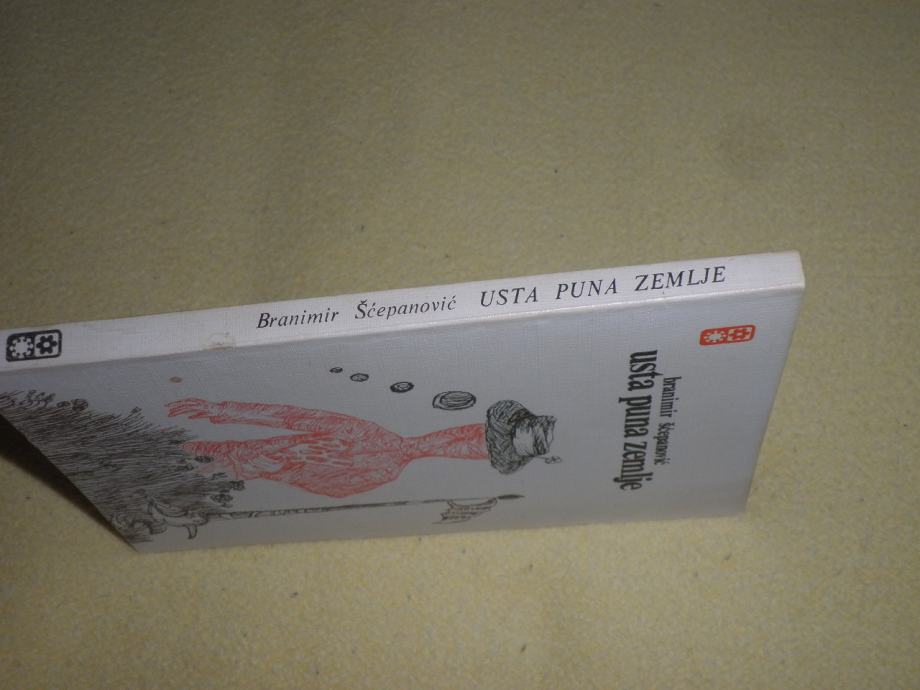 Branimir Šćepanović USTA PUNA ZEMLJE
branimir šćepanović
usta puna zemlje